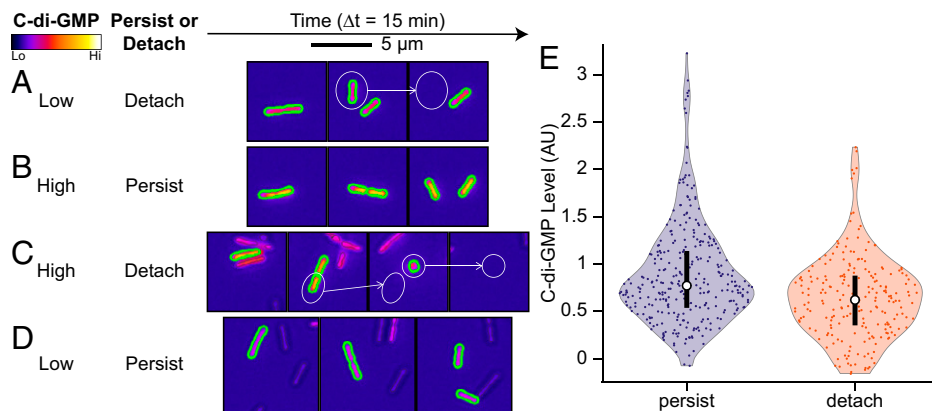 C-di-GMP Persist or Time (Δt = 15 min)
Detach
Lo Hi
5 μm
A Low Detach
B High Persist
C High Detach
D Low Persist
E
C-di-GMP Level (AU)
3
2.5
2
1.5
1
0.5
0
persist detach